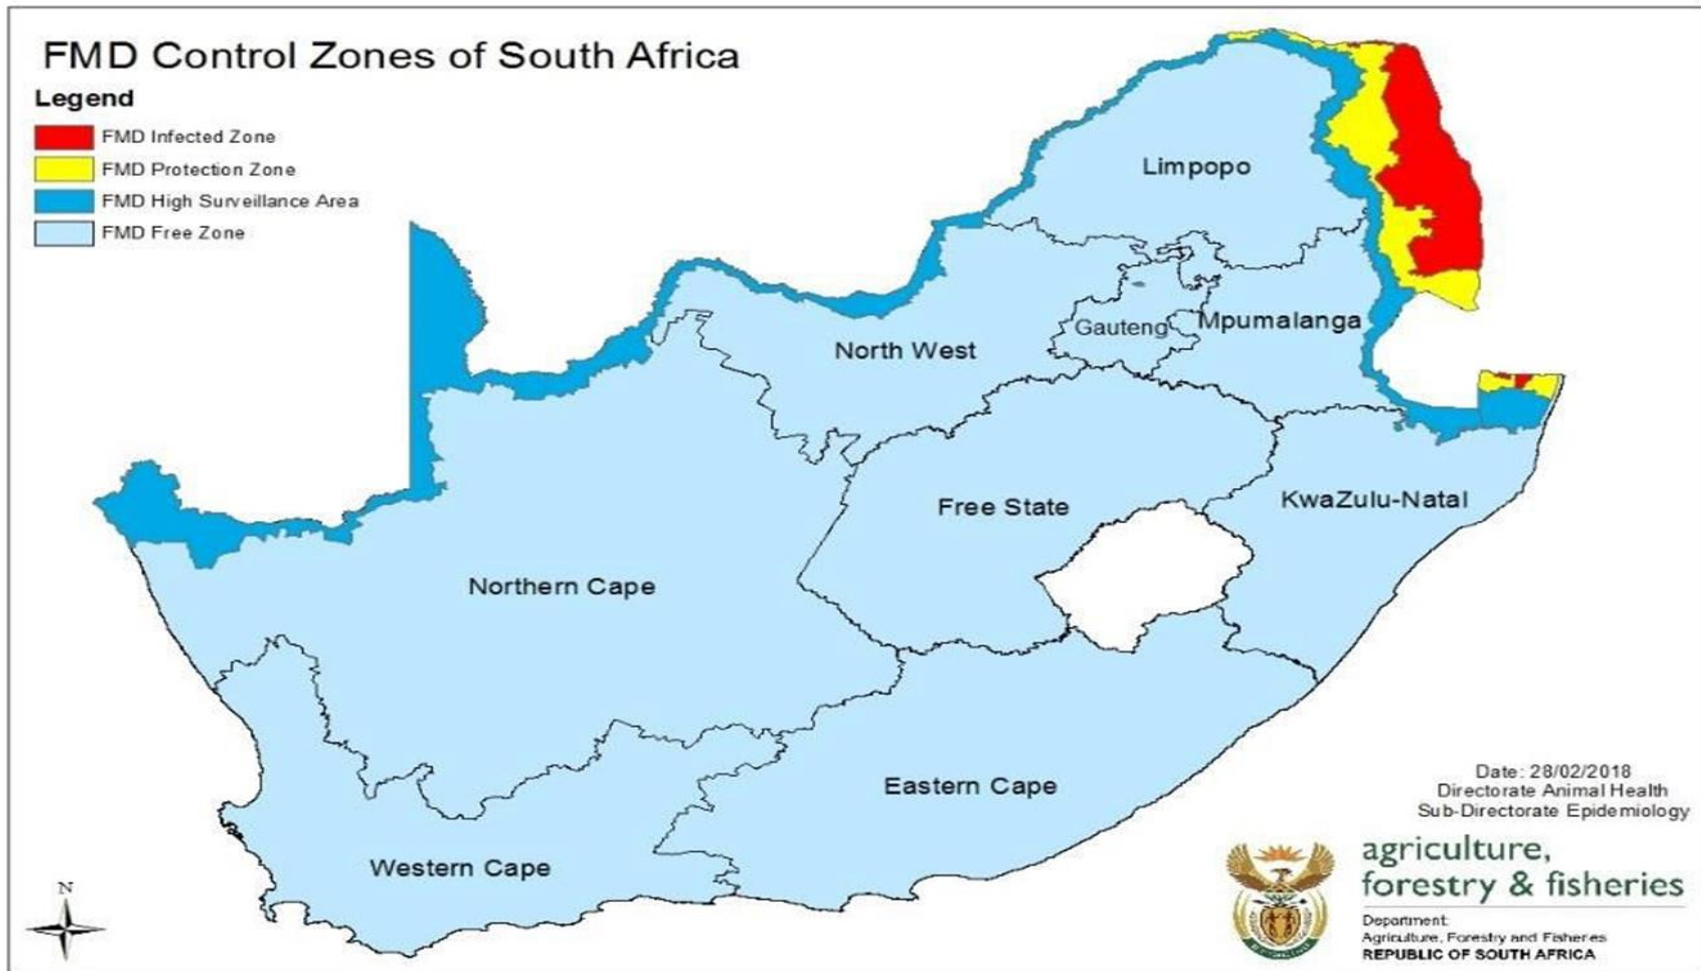 FMD Control Zones of South Africa
Legend
FMD Infected Zone
FMD Protection Zone
FMD High Surveillance Area
FMD Free Zone
Limpopo
Mpumalanga
Gauteng
North West
KwaZulu-Natal
Free State
Northern Cape
Eastern Cape
Western Cape
N
Date: 28/02/2018
Directorate Animal Health
Sub-Directorate Epidemiology
agriculture,
forestry & fisheries
Department:
Agriculture, Forestry and Fisheries
REPUBLIC OF SOUTH AFRICA